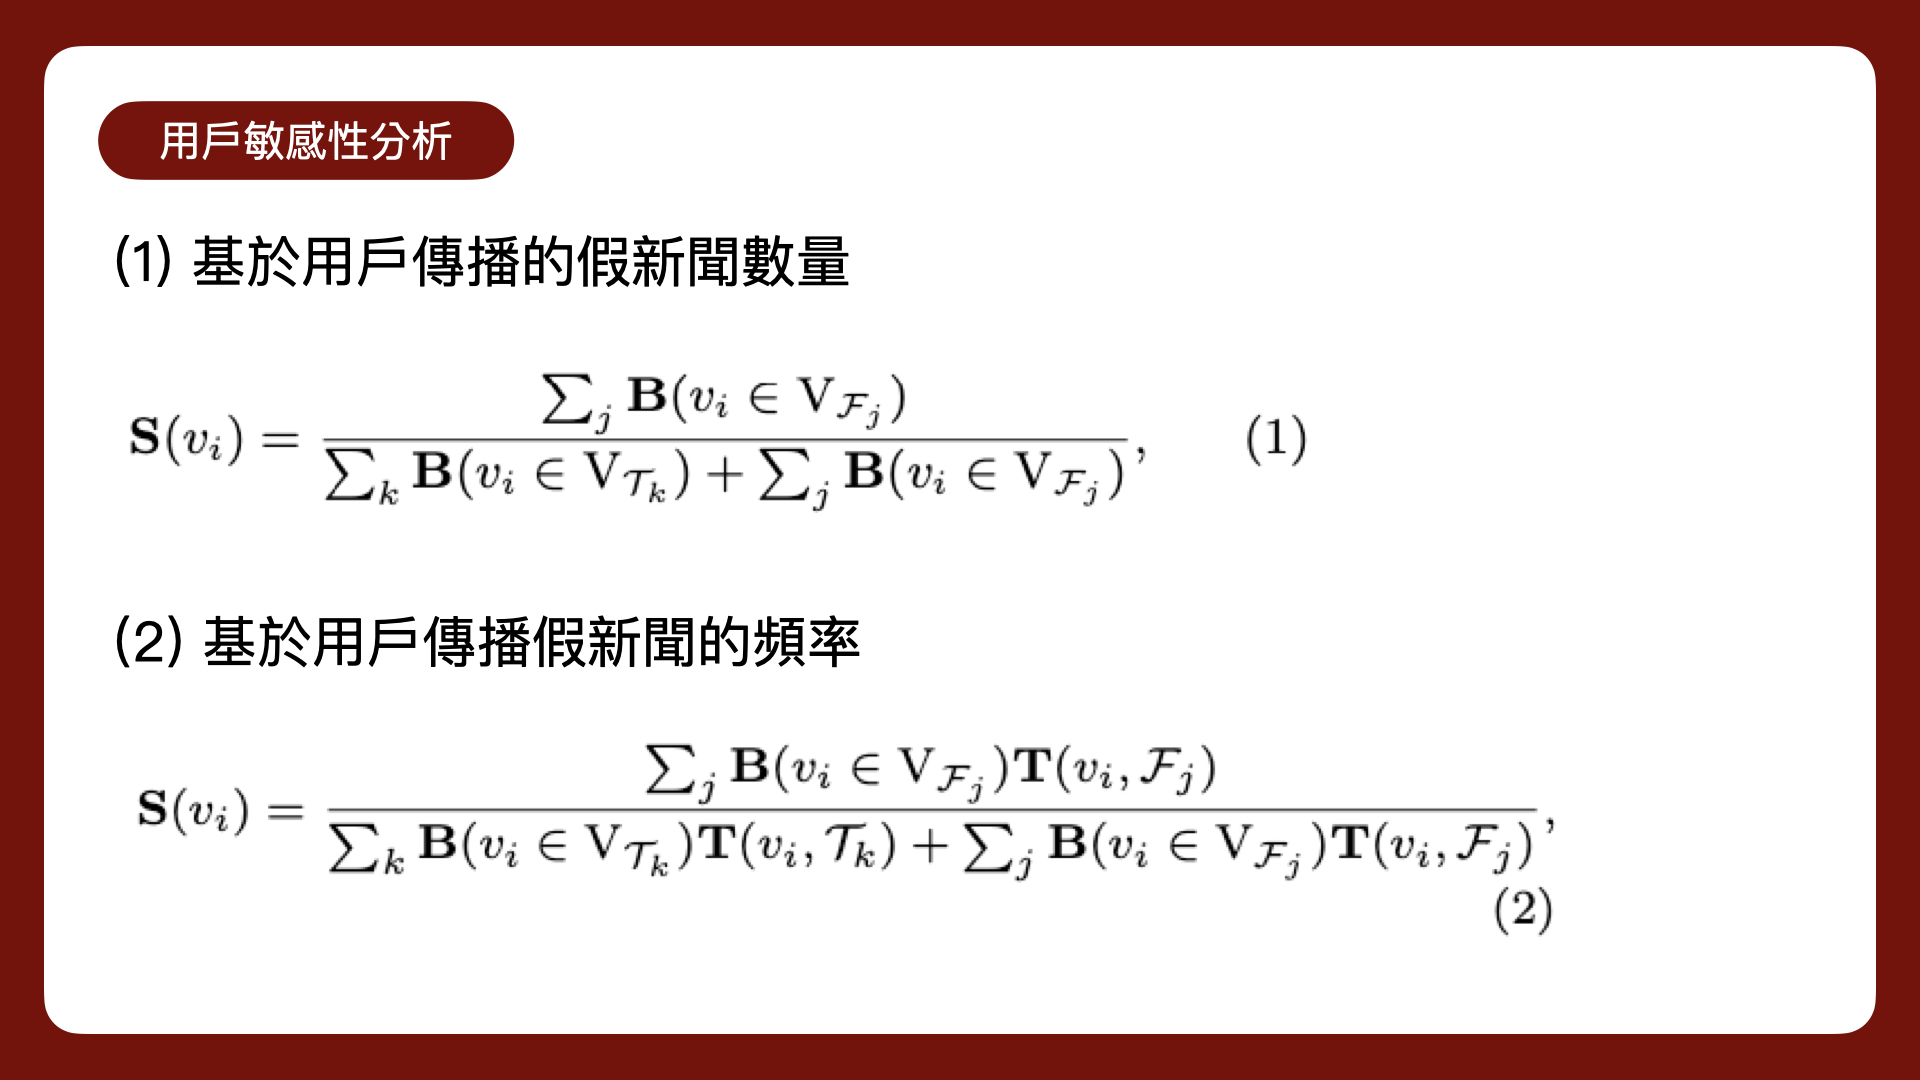 用戶敏感性分析
(1) 基於用戶傳播的假新聞數量
$$\mathbf{S}(v_i) = \frac{\sum_j \mathbf{B}(v_i \in \mathrm{V}_{\mathcal{F}_j})}{\sum_k \mathbf{B}(v_i \in \mathrm{V}_{\mathcal{T}_k}) + \sum_j \mathbf{B}(v_i \in \mathrm{V}_{\mathcal{F}_j})}, \quad (1)$$
(2) 基於用戶傳播假新聞的頻率
$$\mathbf{S}(v_i) = \frac{\sum_j \mathbf{B}(v_i \in \mathrm{V}_{\mathcal{F}_j})\mathbf{T}(v_i, \mathcal{F}_j)}{\sum_k \mathbf{B}(v_i \in \mathrm{V}_{\mathcal{T}_k})\mathbf{T}(v_i, \mathcal{T}_k) + \sum_j \mathbf{B}(v_i \in \mathrm{V}_{\mathcal{F}_j})\mathbf{T}(v_i, \mathcal{F}_j)},$$
(2)